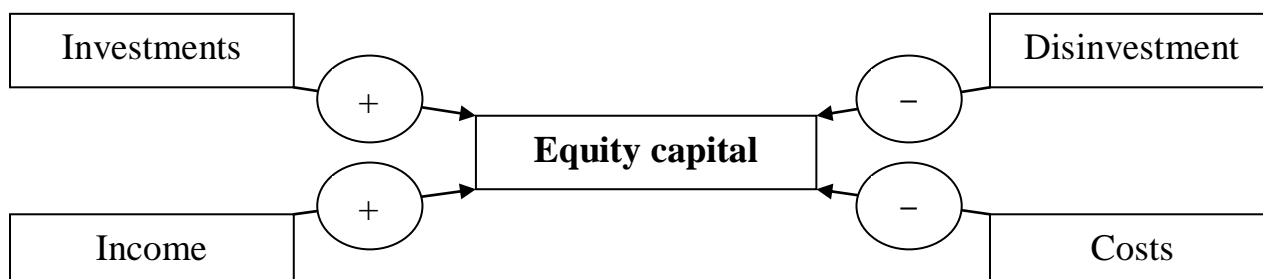 Investments
Disinvestment
+
−
Equity capital
+
−
Income
Costs